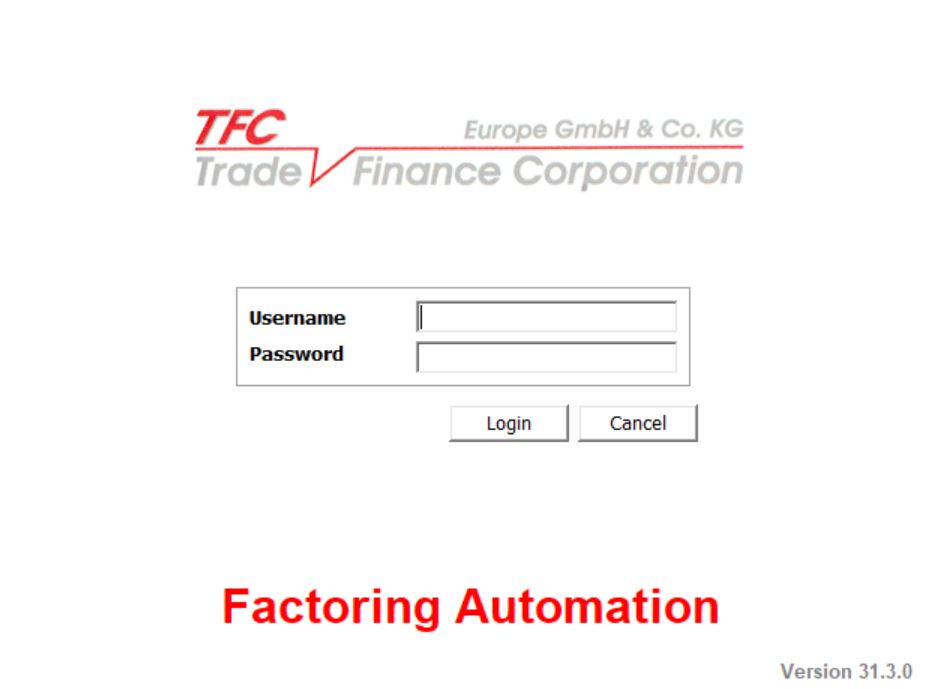 TFC
Europe GmbH & Co. KG
Trade Finance Corporation
Username
Password
Login Cancel
Factoring Automation
Version 31.3.0